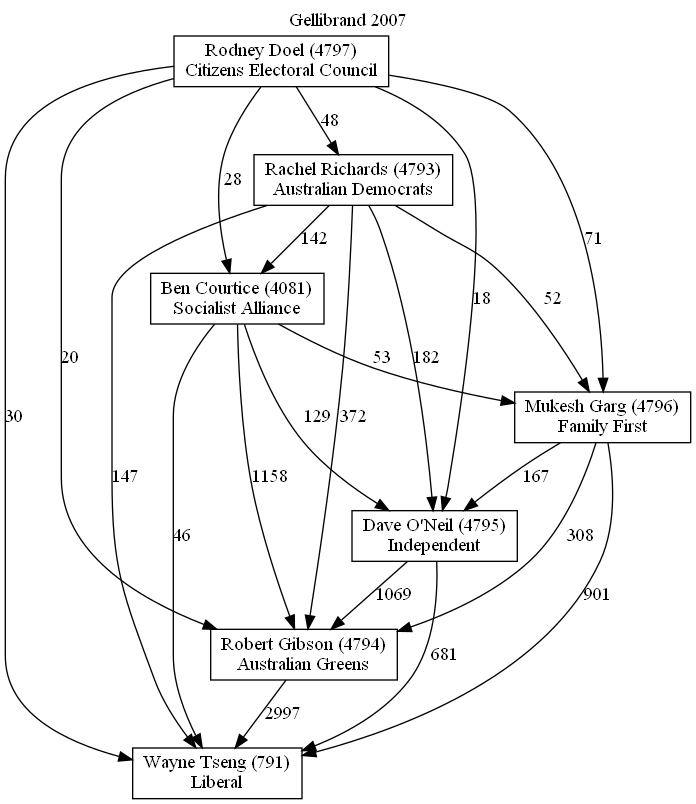 Gellibrand 2007
Rodney Doel (4797)
Citizens Electoral Council
48
Rachel Richards (4793)
Australian Democrats
28
142
71
Ben Courtice (4081)
Socialist Alliance
18
52
20
53
182
30
372
129
Mukesh Garg (4796)
Family First
147
1158
167
46
Dave O'Neil (4795)
Independent
308
1069
901
Robert Gibson (4794)
Australian Greens
681
2997
Wayne Tseng (791)
Liberal